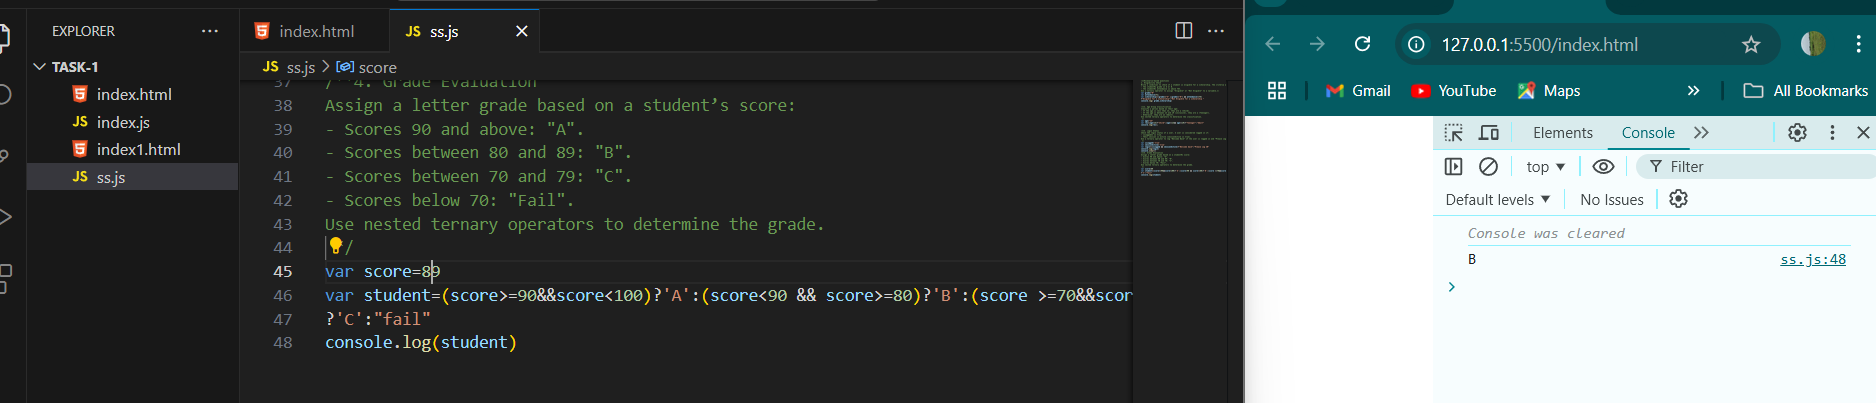 EXPLORER
TASK-1
index.html
index.js
index1.html
ss.js
index.html
JS ss.js
JS ss.js > score
37 /**4. Grade Evaluation
38 Assign a letter grade based on a student’s score:
39 - Scores 90 and above: "A".
40 - Scores between 80 and 89: "B".
41 - Scores between 70 and 79: "C".
42 - Scores below 70: "Fail".
43 Use nested ternary operators to determine the grade.
44 /
45 var score=89
46 var student=(score>=90&&score<100)?'A':(score<90 && score>=80)?'B':(score >=70&&scor
47 ?'C':"fail"
48 console.log(student)
127.0.0.1:5500/index.html
Gmail YouTube Maps » All Bookmarks
Elements Console »
top Filter
Default levels No Issues
Console was cleared
B ss.js:48